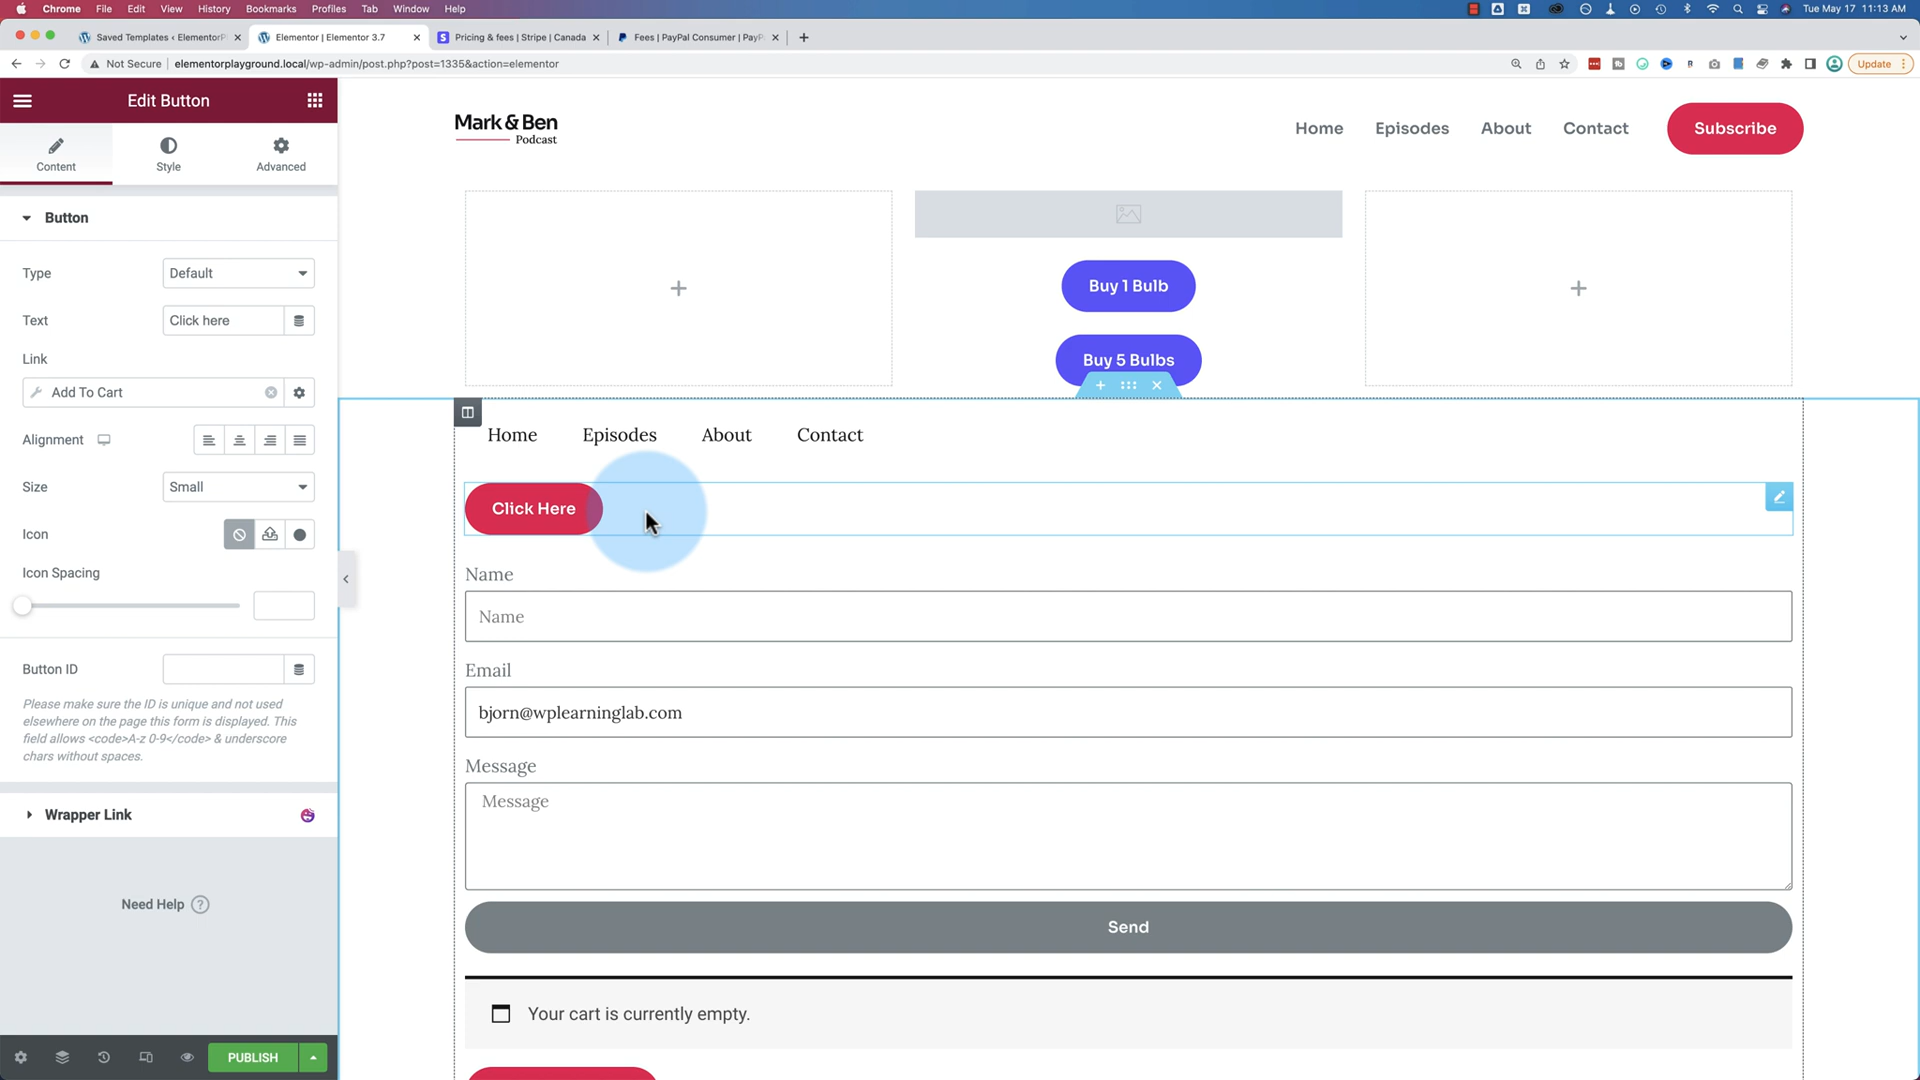 Chrome File Edit View History Bookmarks Profiles Tab Window Help
Tue May 17 11:13 AM
Saved Templates ‹ ElementorPl
Elementor | Elementor 3.7
Pricing & fees | Stripe | Canada
Fees | PayPal Consumer | PayP
Not Secure elementorplayground.local/wp-admin/post.php?post=1335&action=elementor
Update
Edit Button
Content
Style
Advanced
Button
Type
Default
Text
Click here
Link
Add To Cart
Alignment
Size
Small
Icon
Icon Spacing
Button ID
Please make sure the ID is unique and not used
elsewhere on the page this form is displayed. This
field allows <code>A-z 0-9</code> & underscore
chars without spaces.
Wrapper Link
Need Help ?
PUBLISH
Mark & Ben
Podcast
Home Episodes About Contact Subscribe
Buy 1 Bulb
Buy 5 Bulbs
Home Episodes About Contact
Click Here
Name
Name
Email
bjorn@wplearninglab.com
Message
Message
Send
Your cart is currently empty.